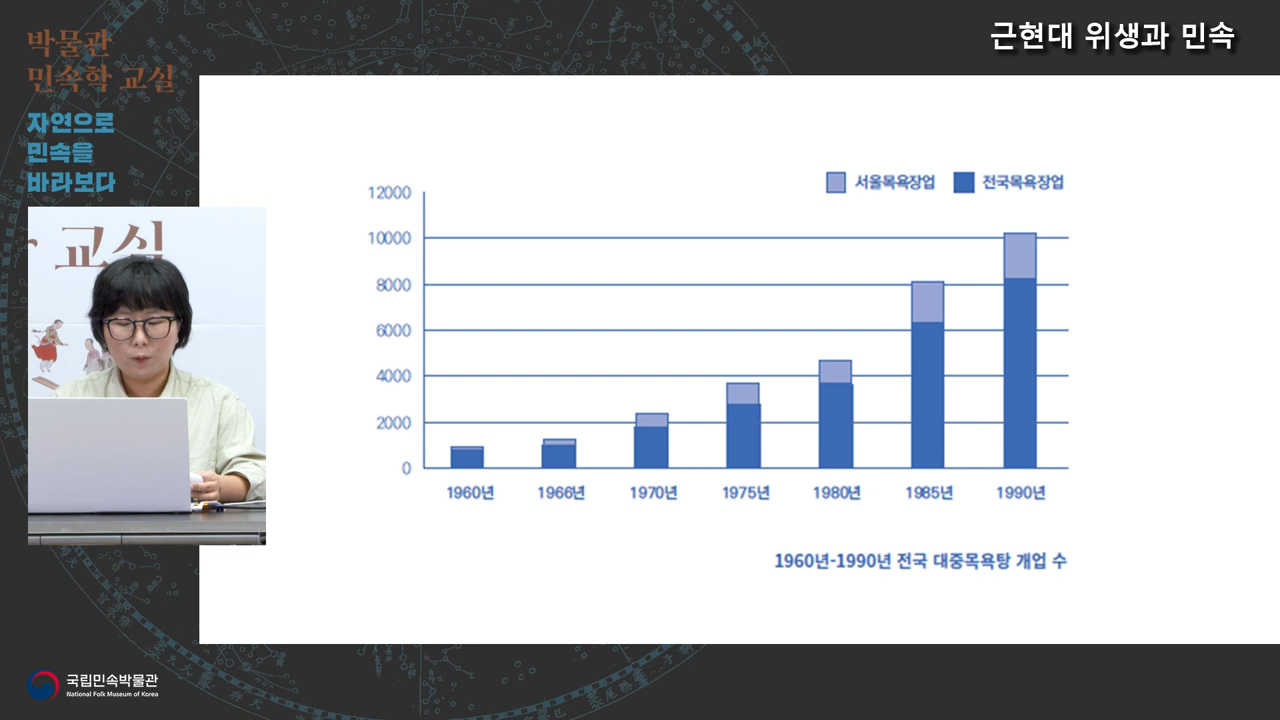 박물관
민속학 교실
자연으로
민속을
바라보다
근현대 위생과 민속
교실
서울목욕장업
전국목욕장업
12000
10000
8000
6000
4000
2000
0
1960년 1966년 1970년 1975년 1980년 1985년 1990년
1960년-1990년 전국 대중목욕탕 개업 수
국립민속박물관
National Folk Museum of Korea